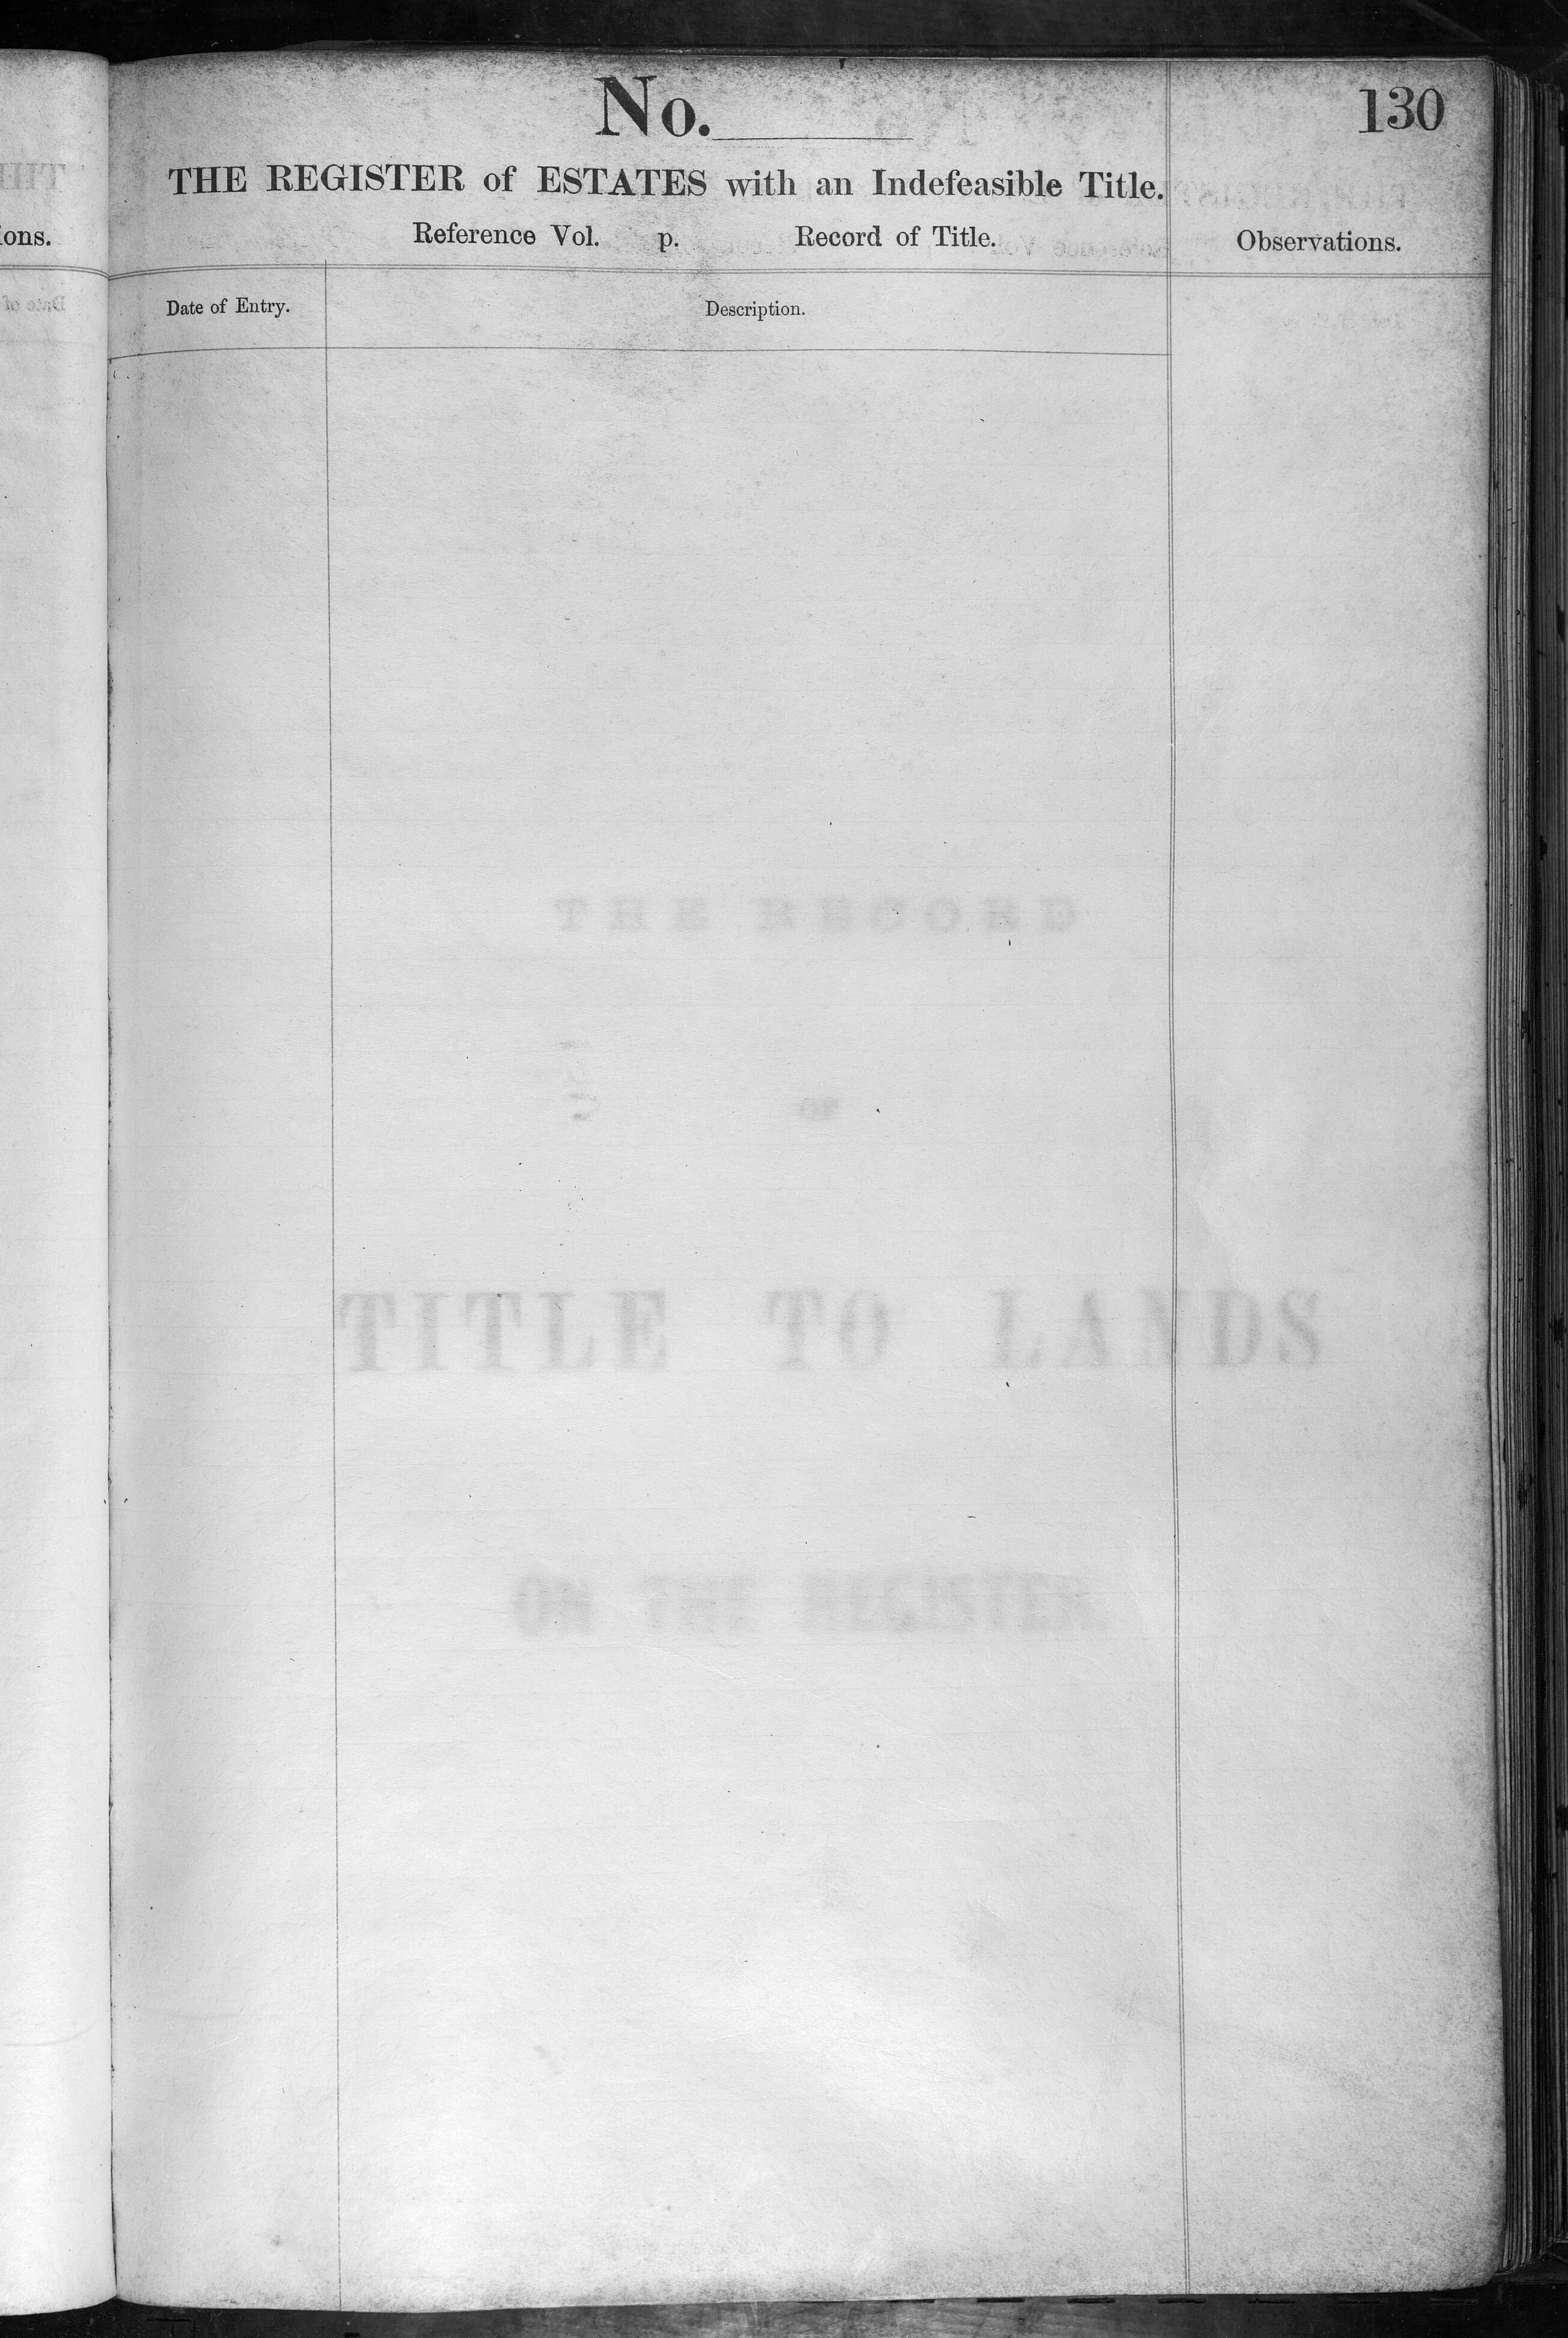 No.
130
THE REGISTER of ESTATES with an Indefeasible Title.
ions.
Reference Vol. p. Record of Title.
Observations.
Date of Entry.
Description.
THE RECORD
OF
TITLE TO LANDS
ON THE REGISTER.